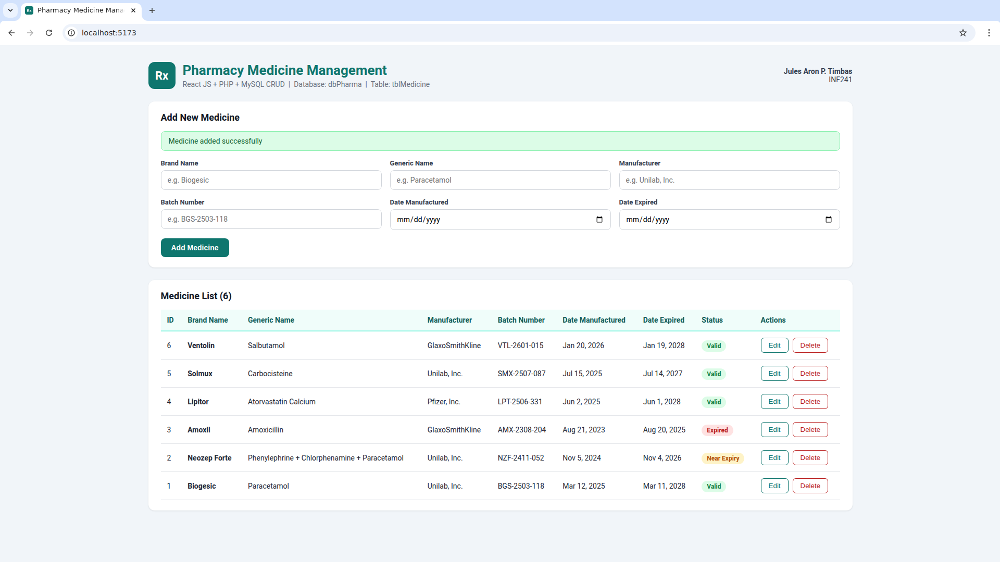 Rx Pharmacy Medicine Mana
localhost:5173
Rx
Pharmacy Medicine Management
React JS + PHP + MySQL CRUD | Database: dbPharma | Table: tblMedicine
Jules Aron P. Timbas
INF241
Add New Medicine
Medicine added successfully
Brand Name Generic Name Manufacturer
e.g. Biogesic e.g. Paracetamol e.g. Unilab, Inc.
Batch Number Date Manufactured Date Expired
e.g. BGS-2503-118 mm/dd/yyyy mm/dd/yyyy
Add Medicine
Medicine List (6)
ID Brand Name Generic Name Manufacturer Batch Number Date Manufactured Date Expired Status Actions
6 Ventolin Salbutamol GlaxoSmithKline VTL-2601-015 Jan 20, 2026 Jan 19, 2028 Valid Edit Delete
5 Solmux Carbocisteine Unilab, Inc. SMX-2507-087 Jul 15, 2025 Jul 14, 2027 Valid Edit Delete
4 Lipitor Atorvastatin Calcium Pfizer, Inc. LPT-2506-331 Jun 2, 2025 Jun 1, 2028 Valid Edit Delete
3 Amoxil Amoxicillin GlaxoSmithKline AMX-2308-204 Aug 21, 2023 Aug 20, 2025 Expired Edit Delete
2 Neozep Forte Phenylephrine + Chlorphenamine + Paracetamol Unilab, Inc. NZF-2411-052 Nov 5, 2024 Nov 4, 2026 Near Expiry Edit Delete
1 Biogesic Paracetamol Unilab, Inc. BGS-2503-118 Mar 12, 2025 Mar 11, 2028 Valid Edit Delete